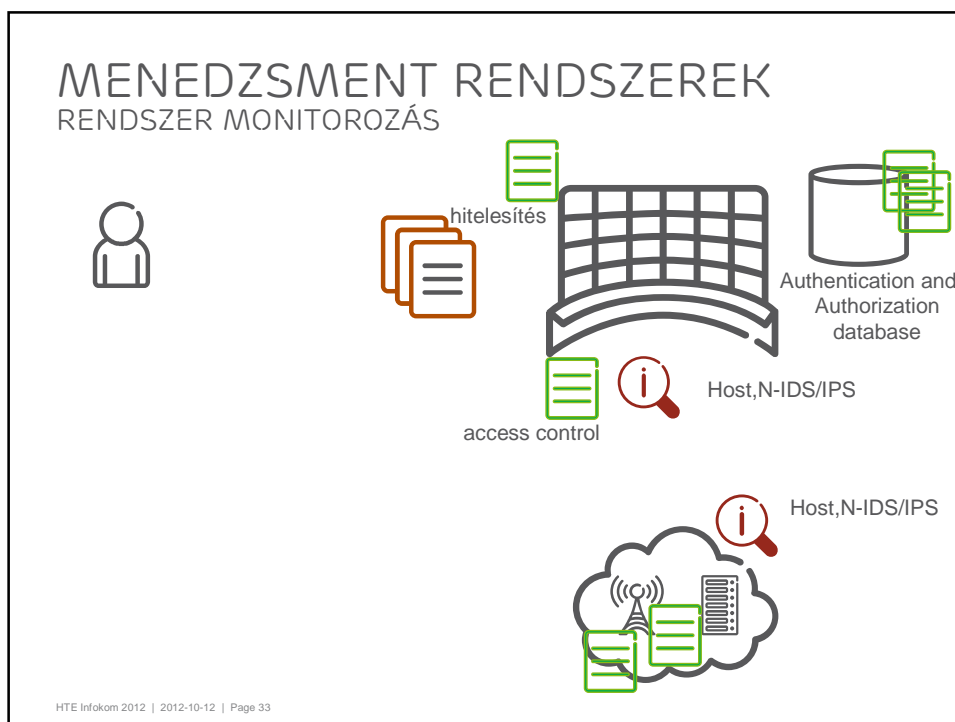 MENEDZSMENT RENDSZEREK
RENDSZER MONITOROZÁS
hitelesítés
Authentication and
Authorization
database
i
Host,N-IDS/IPS
access control
i
Host,N-IDS/IPS
HTE Infokom 2012 | 2012-10-12 | Page 33